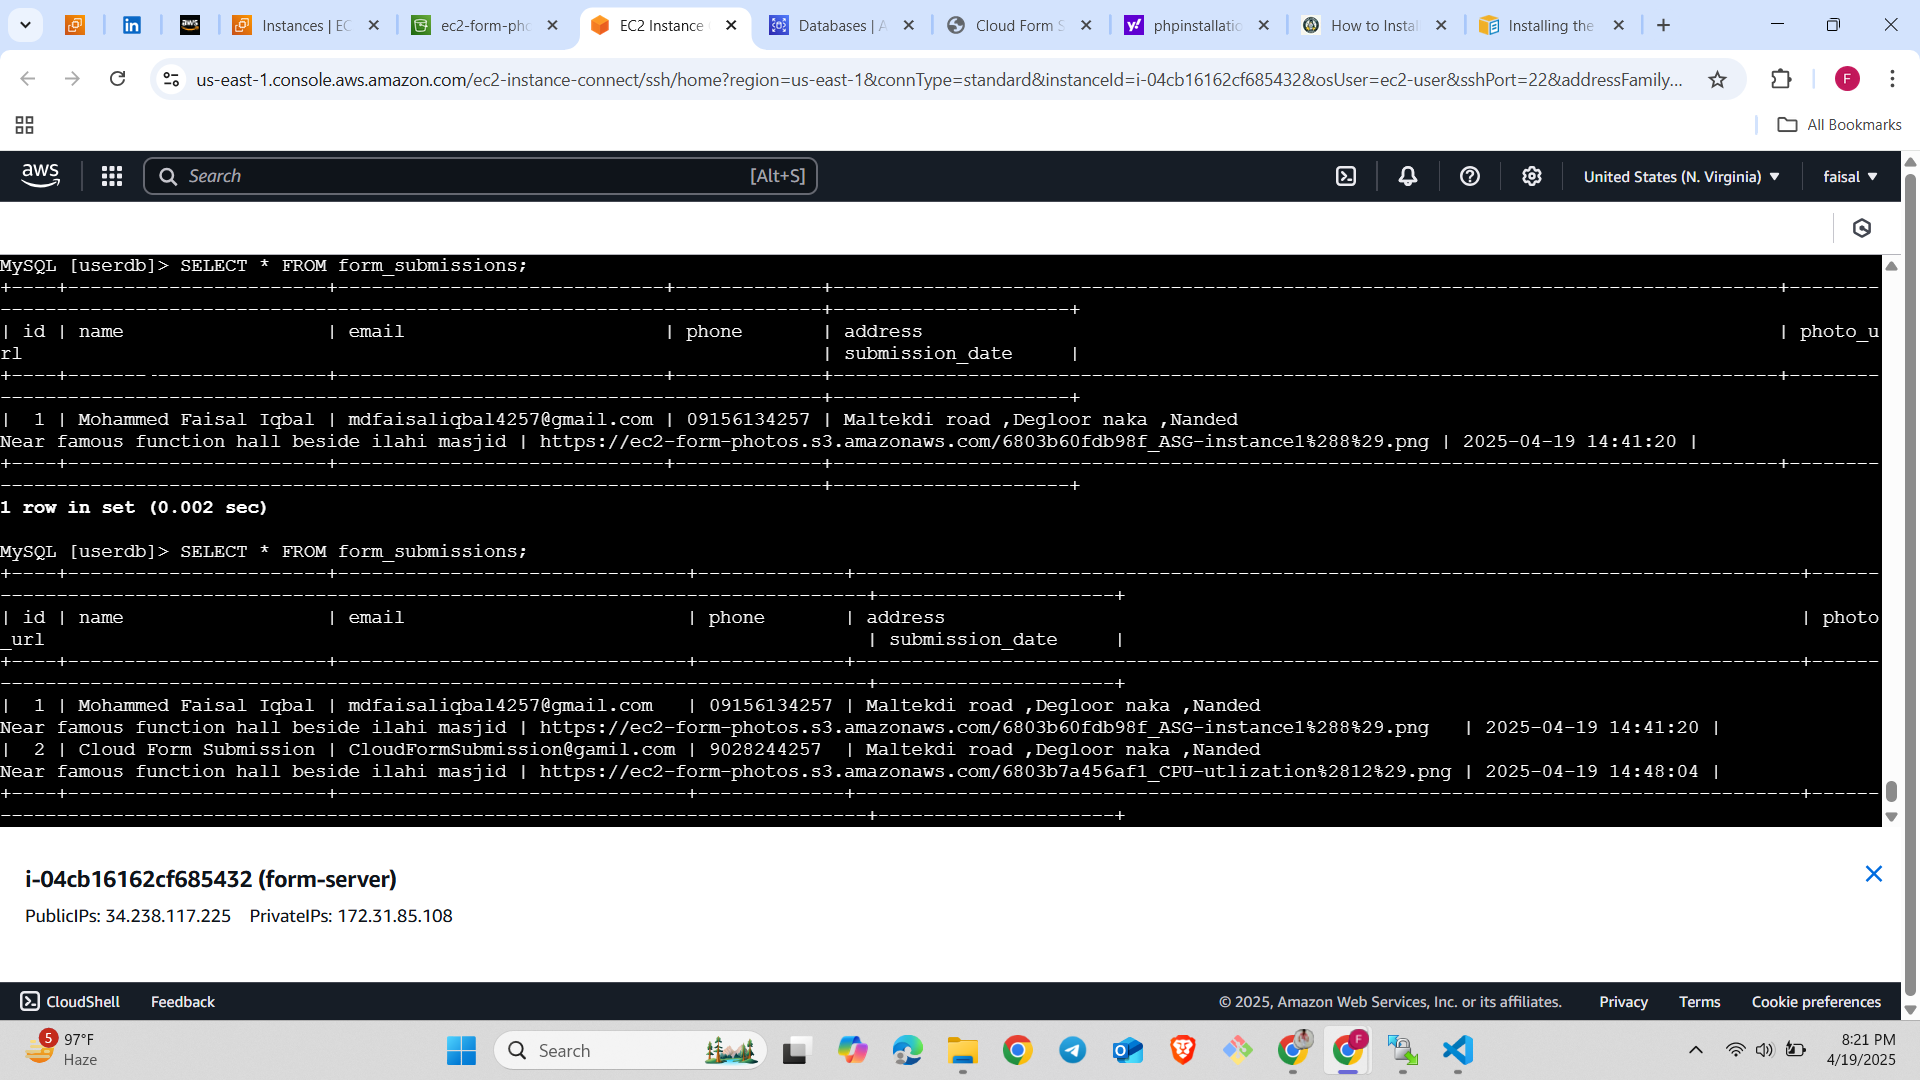 Instances | EC
ec2-form-pho
EC2 Instance
Databases | A
Cloud Form S
phpinstallatio
How to Instal
Installing the
us-east-1.console.aws.amazon.com/ec2-instance-connect/ssh/home?region=us-east-1&connType=standard&instanceId=i-04cb16162cf685432&osUser=ec2-user&sshPort=22&addressFamily...
F
All Bookmarks
aws
Search
[Alt+S]
United States (N. Virginia)
faisal
MySQL [userdb]> SELECT * FROM form_submissions;
+----+-----------------------+-----------------------------+-------------+------------------------------------------------------------------------------------+--------
-------------------------------------------------------------------------+---------------------+
| id | name | email | phone | address | photo_u
rl | submission_date |
+----+-----------------------+-----------------------------+-------------+------------------------------------------------------------------------------------+--------
-------------------------------------------------------------------------+---------------------+
| 1 | Mohammed Faisal Iqbal | mdfaisaliqbal4257@gmail.com | 09156134257 | Maltekdi road ,Degloor naka ,Nanded
Near famous function hall beside ilahi masjid | https://ec2-form-photos.s3.amazonaws.com/6803b60fdb98f_ASG-instance1%288%29.png | 2025-04-19 14:41:20 |
+----+-----------------------+-----------------------------+-------------+------------------------------------------------------------------------------------+--------
-------------------------------------------------------------------------+---------------------+
1 row in set (0.002 sec)
MySQL [userdb]> SELECT * FROM form_submissions;
+----+-----------------------+-------------------------------+-------------+------------------------------------------------------------------------------------+------
-----------------------------------------------------------------------------+---------------------+
| id | name | email | phone | address | photo
_url | submission_date |
+----+-----------------------+-------------------------------+-------------+------------------------------------------------------------------------------------+------
-----------------------------------------------------------------------------+---------------------+
| 1 | Mohammed Faisal Iqbal | mdfaisaliqbal4257@gmail.com | 09156134257 | Maltekdi road ,Degloor naka ,Nanded
Near famous function hall beside ilahi masjid | https://ec2-form-photos.s3.amazonaws.com/6803b60fdb98f_ASG-instance1%288%29.png | 2025-04-19 14:41:20 |
| 2 | Cloud Form Submission | CloudFormSubmission@gamil.com | 9028244257 | Maltekdi road ,Degloor naka ,Nanded
Near famous function hall beside ilahi masjid | https://ec2-form-photos.s3.amazonaws.com/6803b7a456af1_CPU-utlization%2812%29.png | 2025-04-19 14:48:04 |
+----+-----------------------+-------------------------------+-------------+------------------------------------------------------------------------------------+------
-----------------------------------------------------------------------------+---------------------+
i-04cb16162cf685432 (form-server)
PublicIPs: 34.238.117.225 PrivateIPs: 172.31.85.108
CloudShell
Feedback
© 2025, Amazon Web Services, Inc. or its affiliates.
Privacy
Terms
Cookie preferences
5
97°F
Haze
Search
F
8:21 PM
4/19/2025